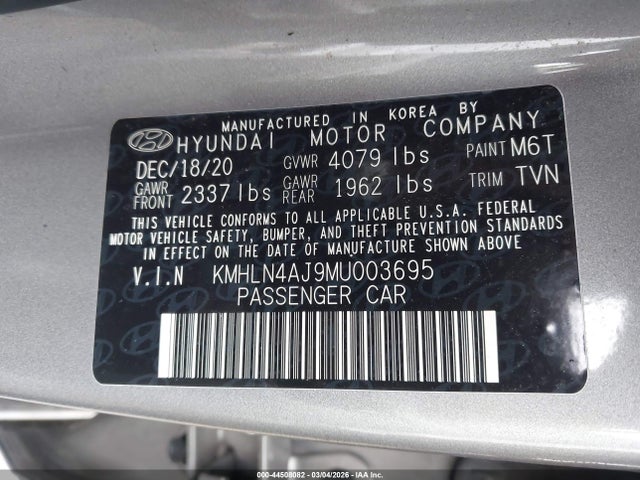 MANUFACTURED IN KOREA BY
HYUNDAI MOTOR COMPANY
DEC/18/20 GVWR 4079 lbs PAINT M6T
GAWR FRONT 2337 lbs GAWR REAR 1962 lbs TRIM TVN
THIS VEHICLE CONFORMS TO ALL APPLICABLE U.S.A. FEDERAL
MOTOR VEHICLE SAFETY, BUMPER, AND THEFT PREVENTION STANDARDS
IN EFFECT ON THE DATE OF MANUFACTURE SHOWN ABOVE
V.I.N KMHLN4AJ9MU003695
PASSENGER CAR
000-44508082 - 03/04/2026 - IAA, Inc.